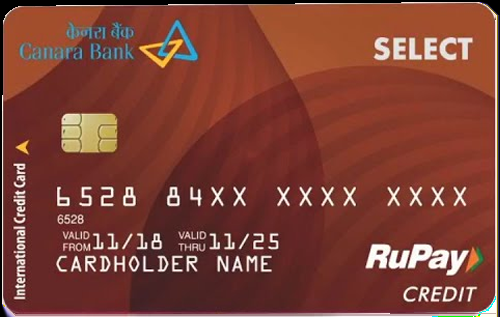 केनरा बैंक
Canara Bank
SELECT
International Credit Card
6528 84XX XXXX XXXX
6528
VALID FROM 11/18 VALID THRU 11/25
CARDHOLDER NAME
RuPay
CREDIT